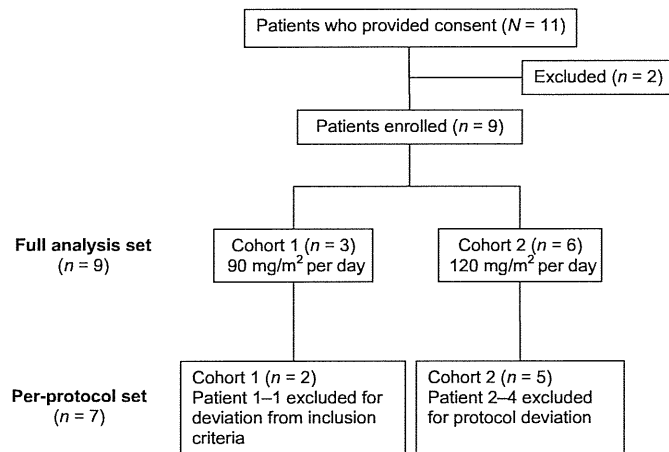 Patients who provided consent (N = 11)
Excluded (n = 2)
Patients enrolled (n = 9)
Full analysis set
(n = 9)
Cohort 1 (n = 3)
90 mg/m² per day
Cohort 2 (n = 6)
120 mg/m² per day
Per-protocol set
(n = 7)
Cohort 1 (n = 2)
Patient 1–1 excluded for
deviation from inclusion
criteria
Cohort 2 (n = 5)
Patient 2–4 excluded
for protocol deviation